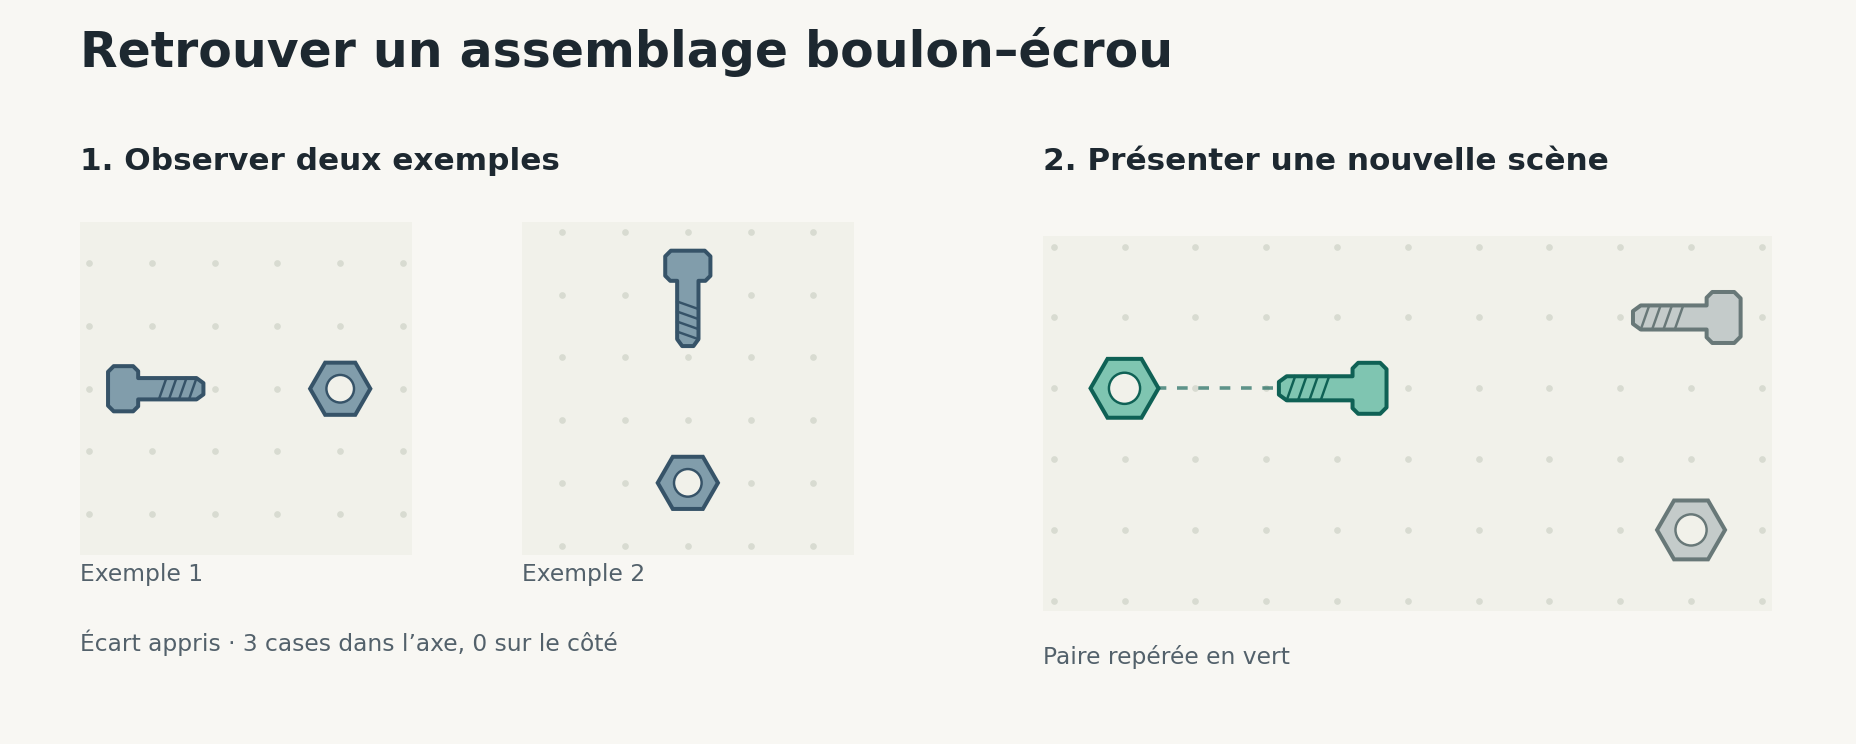 Retrouver un assemblage boulon–écrou
1. Observer deux exemples
Exemple 1
Exemple 2
Écart appris · 3 cases dans l’axe, 0 sur le côté
2. Présenter une nouvelle scène
Paire repérée en vert